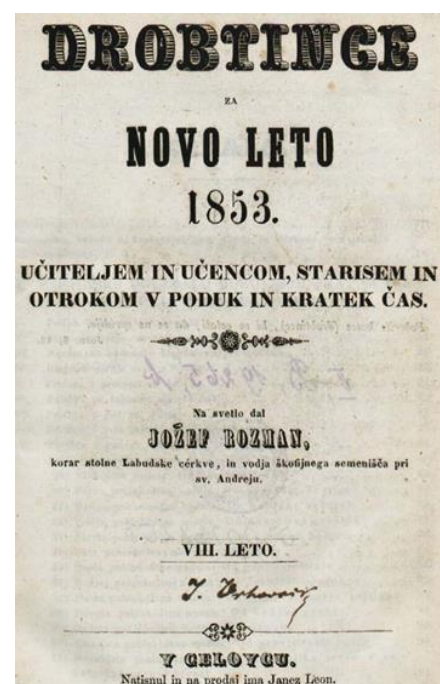 DROBTINCE
ZA
NOVO LETO
1853.
UČITELJEM IN UČENCOM, STARISEM IN
OTROKOM V PODUK IN KRATEK ČAS.
Na svetlo dal
JOŽEF ROZMAN,
korar stolne Labudske cérkve, in vodja škofijnega semenišča pri
sv. Andreju.
VIII. LETO.
V CELOVCU.
Natisnul in na prodaj ima Janez Leon.